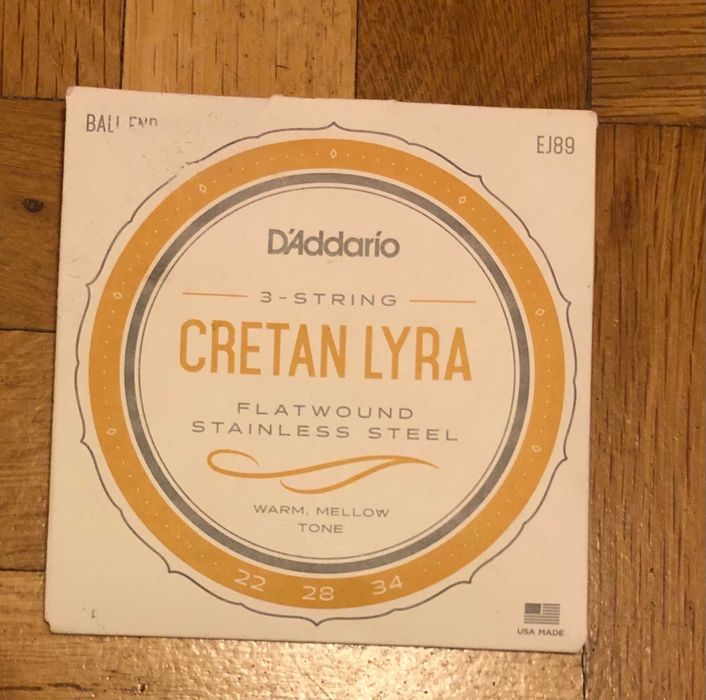 BALL END
EJ89
D'Addario
3-STRING
CRETAN LYRA
FLATWOUND
STAINLESS STEEL
WARM, MELLOW
TONE
22 28 34
USA MADE